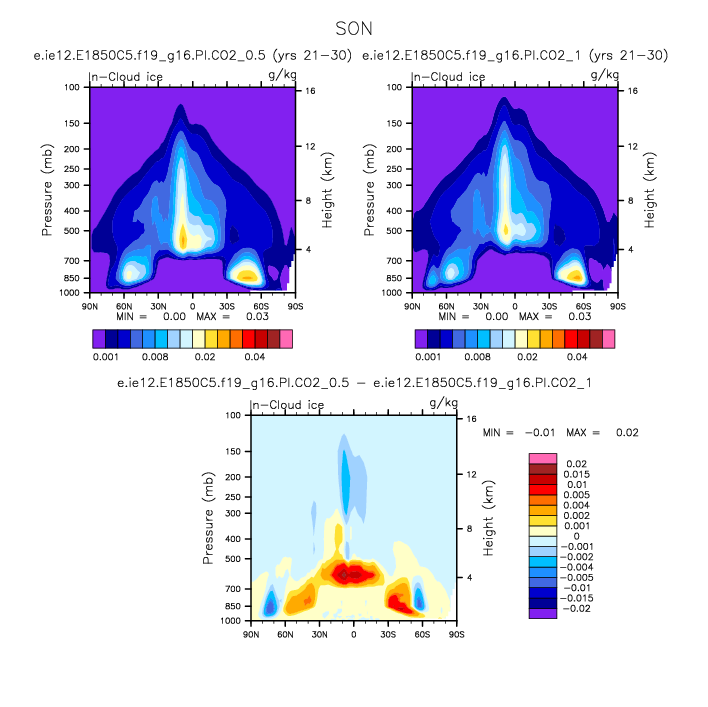 SON
e.ie12.E1850C5.f19_g16.PI.CO2_0.5 (yrs 21-30) e.ie12.E1850C5.f19_g16.PI.CO2_1 (yrs 21-30)
In-Cloud ice g/kg In-Cloud ice g/kg
100 16 100 16
150 12 150 12
200 200
250 250
300 8 300 8
400 400
500 4 500 4
700 700
850 850
1000 1000
Pressure (mb) Height (km) Pressure (mb) Height (km)
90N 60N 30N 0 30S 60S 90S 90N 60N 30N 0 30S 60S 90S
MIN = 0.00 MAX = 0.03 MIN = 0.00 MAX = 0.03
0.001 0.008 0.02 0.04 0.001 0.008 0.02 0.04
e.ie12.E1850C5.f19_g16.PI.CO2_0.5 - e.ie12.E1850C5.f19_g16.PI.CO2_1
In-Cloud ice g/kg
MIN = -0.01 MAX = 0.02
100 16
150 12
200
250
300 8
400
500 4
700
850
1000
Pressure (mb) Height (km)
90N 60N 30N 0 30S 60S 90S
0.02
0.015
0.01
0.005
0.004
0.002
0.001
0
-0.001
-0.002
-0.004
-0.005
-0.01
-0.015
-0.02